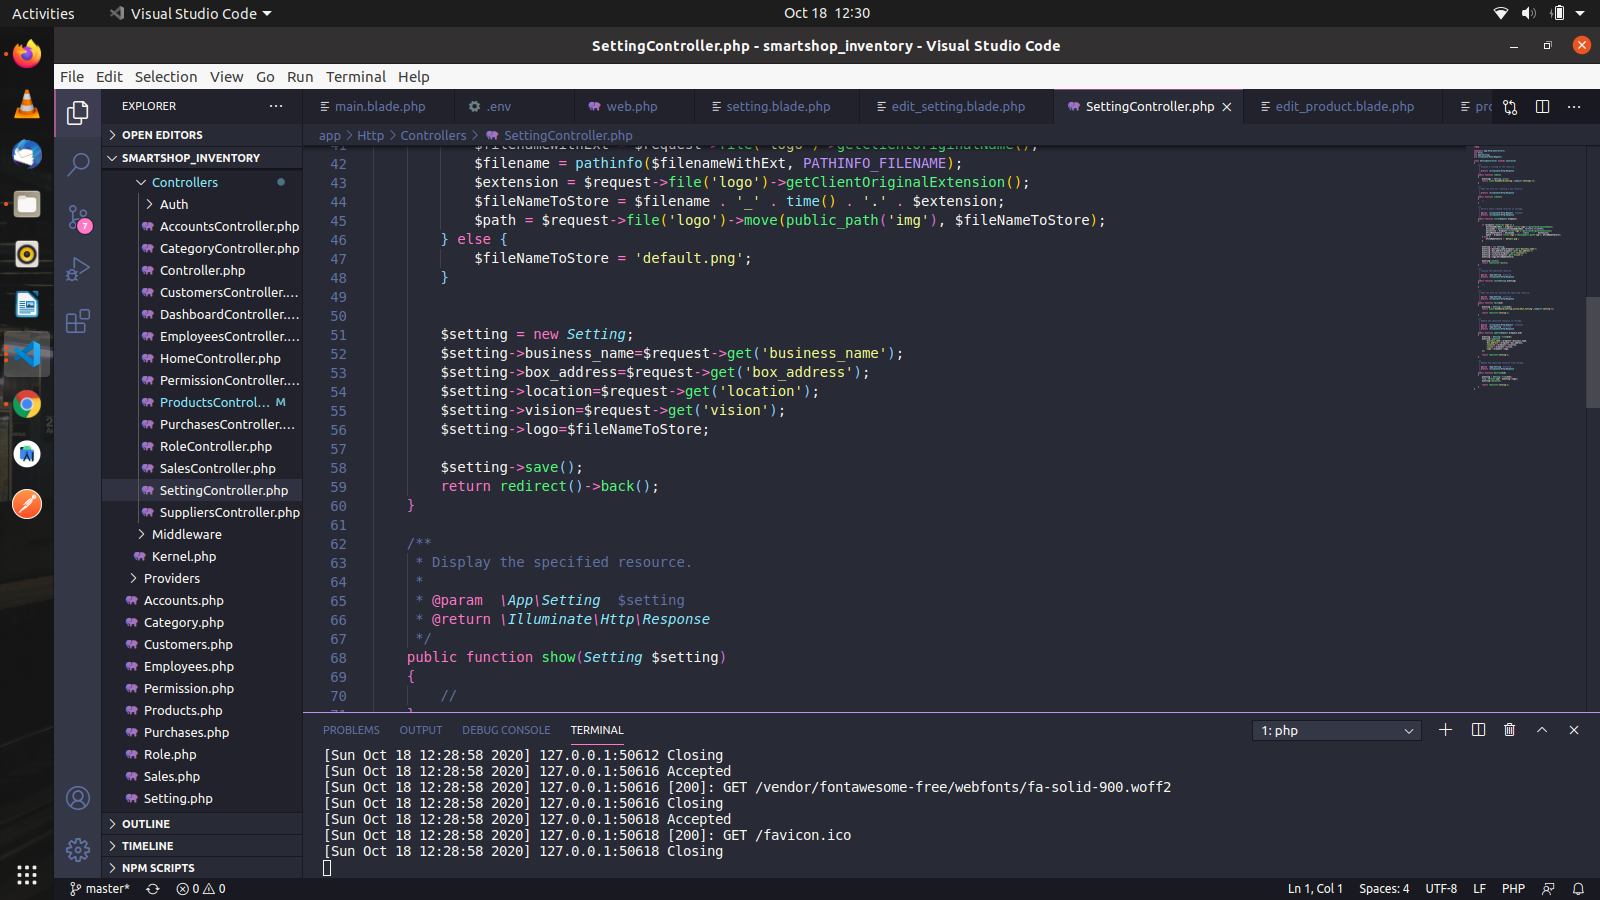 Activities
Visual Studio Code
Oct 18 12:30
SettingController.php - smartshop_inventory - Visual Studio Code
File Edit Selection View Go Run Terminal Help
EXPLORER
OPEN EDITORS
SMARTSHOP_INVENTORY
Controllers
Auth
AccountsController.php
CategoryController.php
Controller.php
CustomersController....
DashboardController....
EmployeesController....
HomeController.php
PermissionController....
ProductsControl... M
PurchasesController....
RoleController.php
SalesController.php
SettingController.php
SuppliersController.php
Middleware
Kernel.php
Providers
Accounts.php
Category.php
Customers.php
Employees.php
Permission.php
Products.php
Purchases.php
Role.php
Sales.php
Setting.php
OUTLINE
TIMELINE
NPM SCRIPTS
7
main.blade.php .env web.php setting.blade.php edit_setting.blade.php SettingController.php edit_product.blade.php
app > Http > Controllers > SettingController.php
41 $filenameWithExt = $request->file('logo')->getClientOriginalName();
42 $filename = pathinfo($filenameWithExt, PATHINFO_FILENAME);
43 $extension = $request->file('logo')->getClientOriginalExtension();
44 $fileNameToStore = $filename . '_' . time() . '.' . $extension;
45 $path = $request->file('logo')->move(public_path('img'), $fileNameToStore);
46 } else {
47 $fileNameToStore = 'default.png';
48 }
49
50
51 $setting = new Setting;
52 $setting->business_name=$request->get('business_name');
53 $setting->box_address=$request->get('box_address');
54 $setting->location=$request->get('location');
55 $setting->vision=$request->get('vision');
56 $setting->logo=$fileNameToStore;
57
58 $setting->save();
59 return redirect()->back();
60 }
61
62 /**
63 * Display the specified resource.
64 *
65 * @param \App\Setting $setting
66 * @return \Illuminate\Http\Response
67 */
68 public function show(Setting $setting)
69 {
70 //
71 }
PROBLEMS OUTPUT DEBUG CONSOLE TERMINAL
1: php
[Sun Oct 18 12:28:58 2020] 127.0.0.1:50612 Closing
[Sun Oct 18 12:28:58 2020] 127.0.0.1:50616 Accepted
[Sun Oct 18 12:28:58 2020] 127.0.0.1:50616 [200]: GET /vendor/fontawesome-free/webfonts/fa-solid-900.woff2
[Sun Oct 18 12:28:58 2020] 127.0.0.1:50616 Closing
[Sun Oct 18 12:28:58 2020] 127.0.0.1:50618 Accepted
[Sun Oct 18 12:28:58 2020] 127.0.0.1:50618 [200]: GET /favicon.ico
[Sun Oct 18 12:28:58 2020] 127.0.0.1:50618 Closing
master* 0 0
Ln 1, Col 1 Spaces: 4 UTF-8 LF PHP